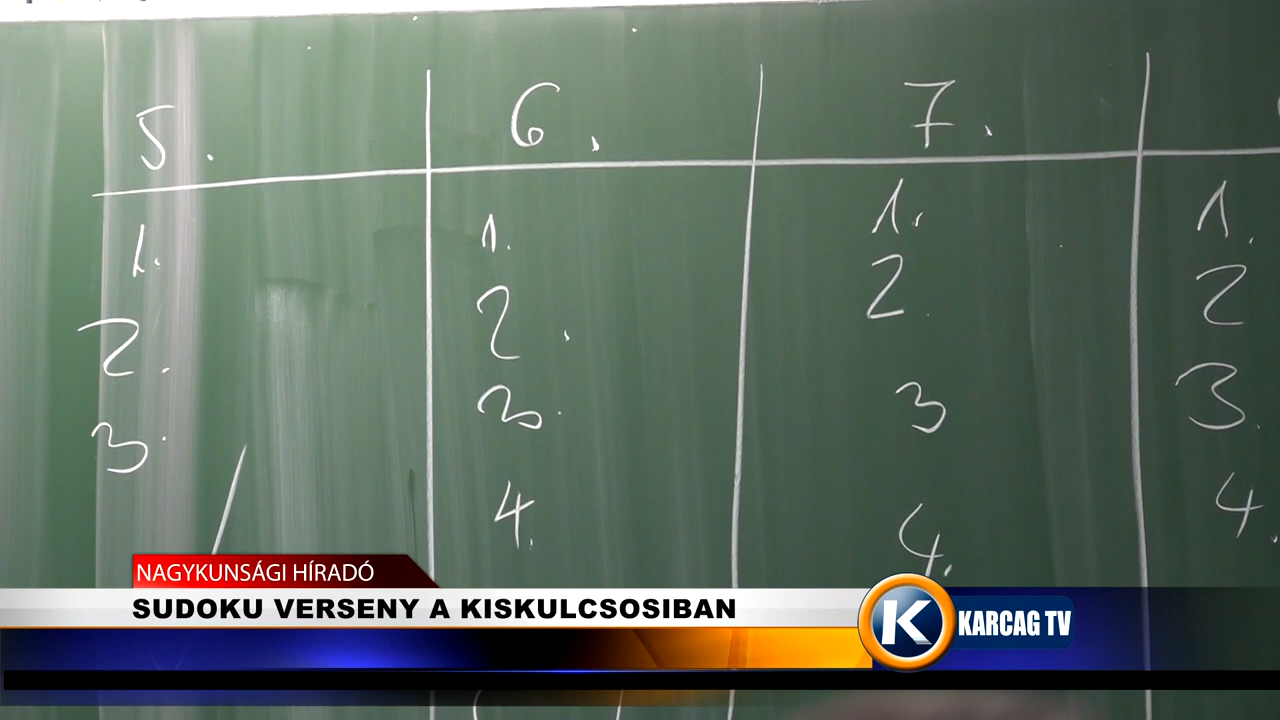 5. 6. 7.
1. 1. 1. 1.
2. 2. 2. 2
3. 3. 3 3.
4. 4. 4.
NAGYKUNSÁGI HÍRADÓ
SUDOKU VERSENY A KISKULCSOSIBAN
K KARCAG TV